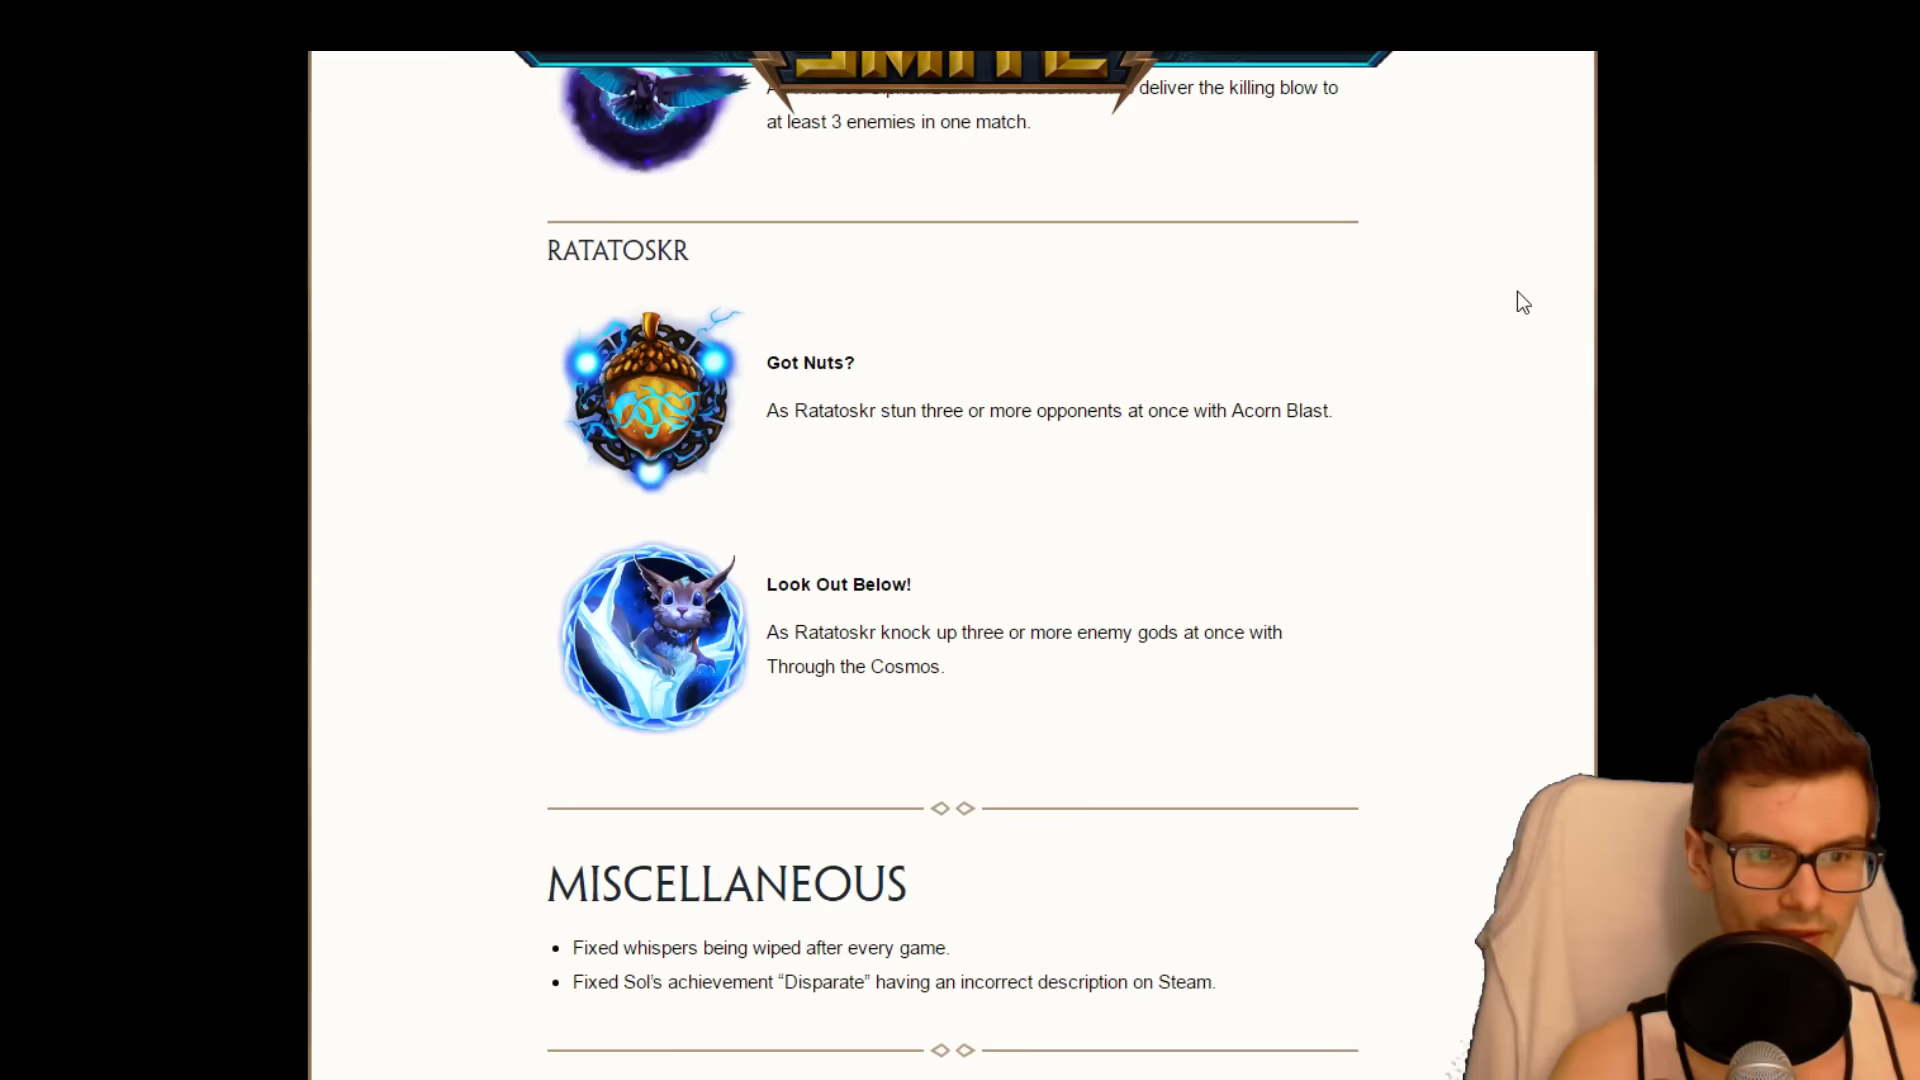 SMITE
deliver the killing blow to
at least 3 enemies in one match.
RATATOSKR
Got Nuts?
As Ratatoskr stun three or more opponents at once with Acorn Blast.
Look Out Below!
As Ratatoskr knock up three or more enemy gods at once with
Through the Cosmos.
MISCELLANEOUS
• Fixed whispers being wiped after every game.
• Fixed Sol’s achievement “Disparate” having an incorrect description on Steam.